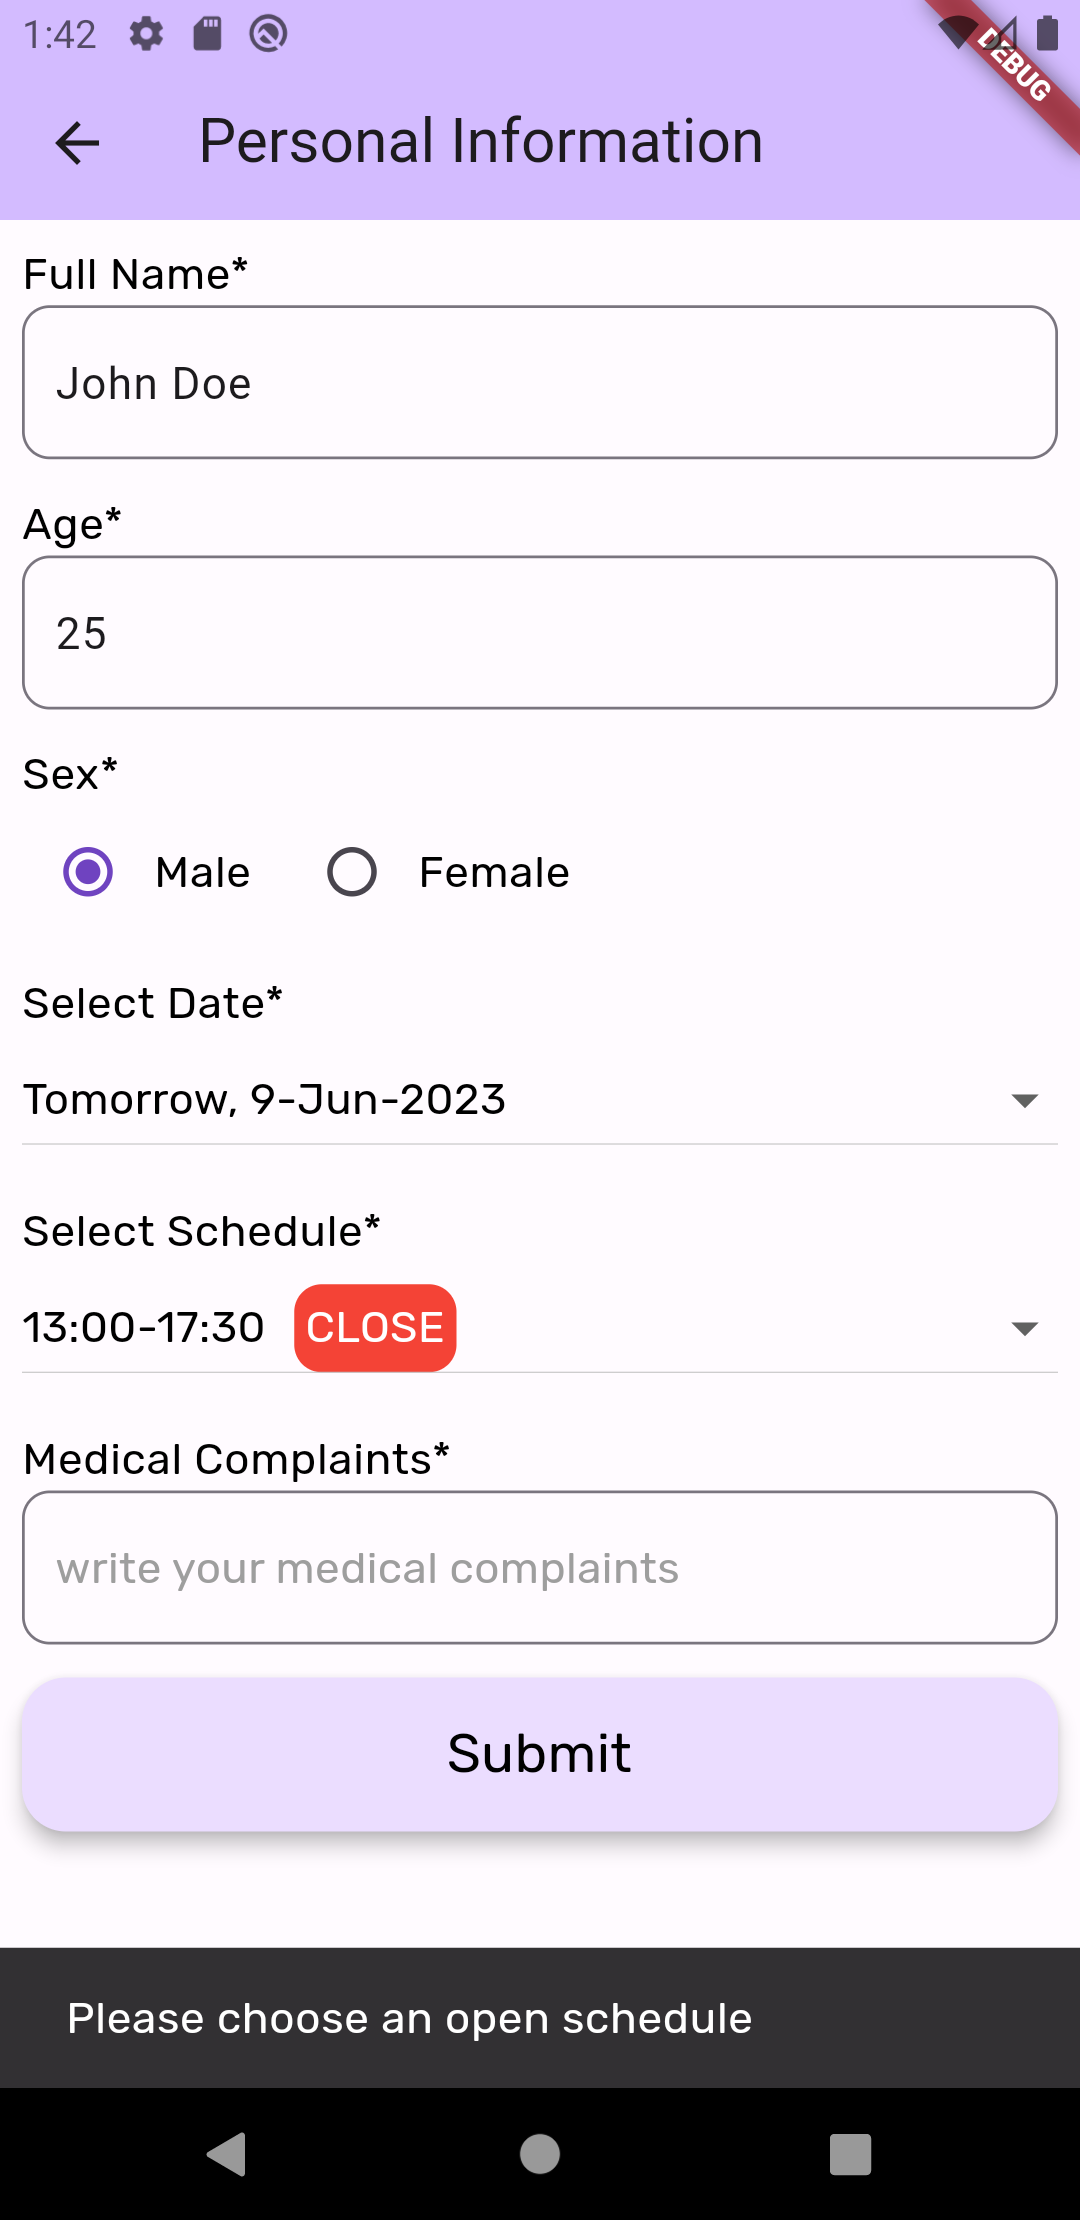 1:42
DEBUG
Personal Information
Full Name*
John Doe
Age*
25
Sex*
Male Female
Select Date*
Tomorrow, 9-Jun-2023
Select Schedule*
13:00-17:30 CLOSE
Medical Complaints*
write your medical complaints
Submit
Please choose an open schedule